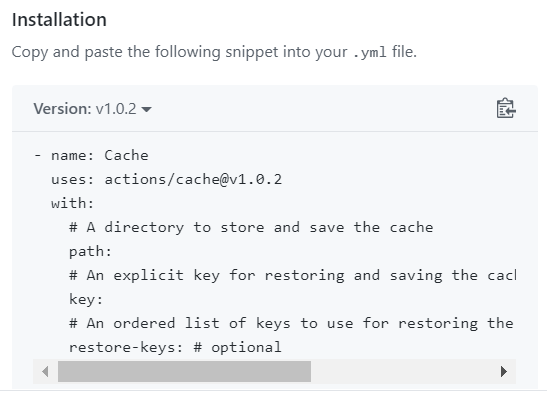 Installation
Copy and paste the following snippet into your .yml file.
Version: v1.0.2
- name: Cache
  uses: actions/cache@v1.0.2
  with:
    # A directory to store and save the cache
    path:
    # An explicit key for restoring and saving the
    key:
    # An ordered list of keys to use for restoring the
    restore-keys: # optional